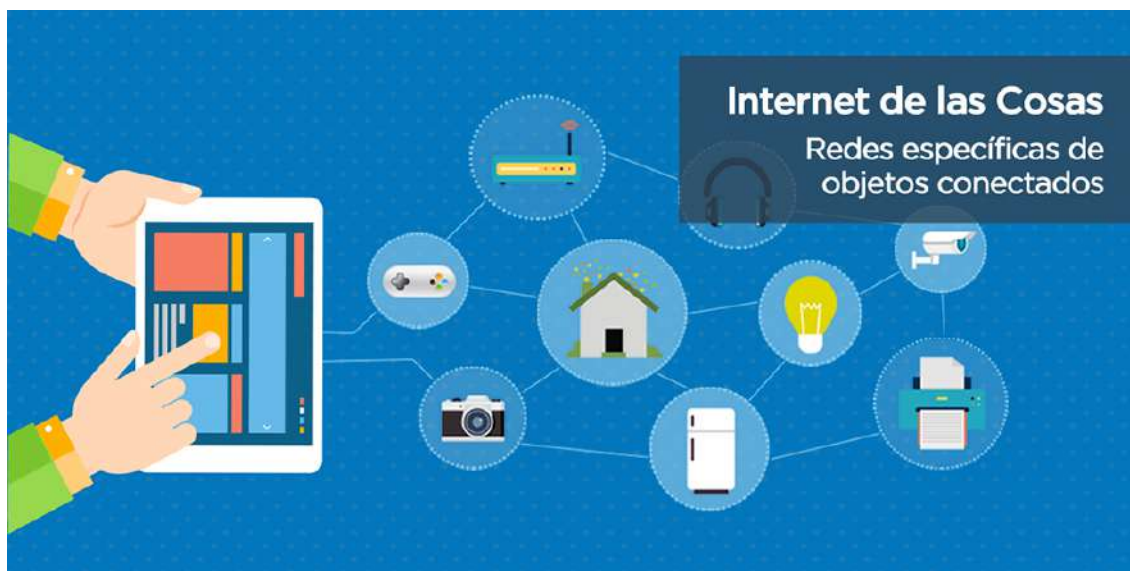 Internet de las Cosas
Redes específicas de
objetos conectados